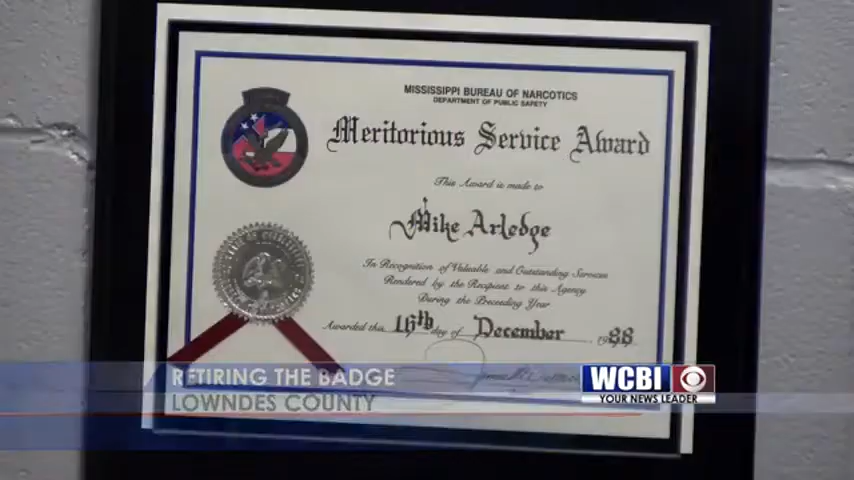 MISSISSIPPI BUREAU OF NARCOTICS
DEPARTMENT OF PUBLIC SAFETY
Meritorious Service Award
This Award is made to
Mike Arledge
In Recognition of Valuable and Outstanding Services
Rendered by the Recipient to this Agency
During the Preceding Year
Awarded this 16th day of December 1988
RETIRING THE BADGE
LOWNDES COUNTY
WCBI
YOUR NEWS LEADER